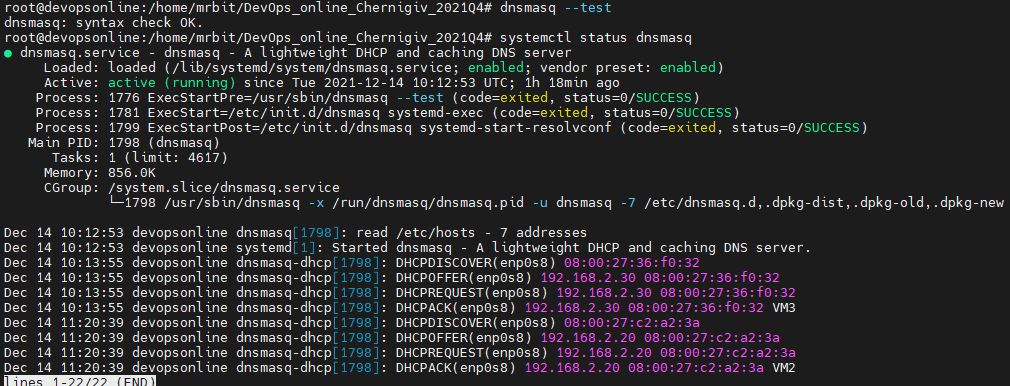 root@devopsonline:/home/mrbit/DevOps_online_Chernigiv_2021Q4# dnsmasq --test
dnsmasq: syntax check OK.
root@devopsonline:/home/mrbit/DevOps_online_Chernigiv_2021Q4# systemctl status dnsmasq
● dnsmasq.service - dnsmasq - A lightweight DHCP and caching DNS server
Loaded: loaded (/lib/systemd/system/dnsmasq.service; enabled; vendor preset: enabled)
Active: active (running) since Tue 2021-12-14 10:12:53 UTC; 1h 18min ago
Process: 1776 ExecStartPre=/usr/sbin/dnsmasq --test (code=exited, status=0/SUCCESS)
Process: 1781 ExecStart=/etc/init.d/dnsmasq systemd-exec (code=exited, status=0/SUCCESS)
Process: 1799 ExecStartPost=/etc/init.d/dnsmasq systemd-start-resolvconf (code=exited, status=0/SUCCESS)
Main PID: 1798 (dnsmasq)
Tasks: 1 (limit: 4617)
Memory: 856.0K
CGroup: /system.slice/dnsmasq.service
└─1798 /usr/sbin/dnsmasq -x /run/dnsmasq/dnsmasq.pid -u dnsmasq -7 /etc/dnsmasq.d,.dpkg-dist,.dpkg-old,.dpkg-new
Dec 14 10:12:53 devopsonline dnsmasq[1798]: read /etc/hosts - 7 addresses
Dec 14 10:12:53 devopsonline systemd[1]: Started dnsmasq - A lightweight DHCP and caching DNS server.
Dec 14 10:13:55 devopsonline dnsmasq-dhcp[1798]: DHCPDISCOVER(enp0s8) 08:00:27:36:f0:32
Dec 14 10:13:55 devopsonline dnsmasq-dhcp[1798]: DHCPOFFER(enp0s8) 192.168.2.30 08:00:27:36:f0:32
Dec 14 10:13:55 devopsonline dnsmasq-dhcp[1798]: DHCPREQUEST(enp0s8) 192.168.2.30 08:00:27:36:f0:32
Dec 14 10:13:55 devopsonline dnsmasq-dhcp[1798]: DHCPACK(enp0s8) 192.168.2.30 08:00:27:36:f0:32 VM3
Dec 14 11:20:39 devopsonline dnsmasq-dhcp[1798]: DHCPDISCOVER(enp0s8) 08:00:27:c2:a2:3a
Dec 14 11:20:39 devopsonline dnsmasq-dhcp[1798]: DHCPOFFER(enp0s8) 192.168.2.20 08:00:27:c2:a2:3a
Dec 14 11:20:39 devopsonline dnsmasq-dhcp[1798]: DHCPREQUEST(enp0s8) 192.168.2.20 08:00:27:c2:a2:3a
Dec 14 11:20:39 devopsonline dnsmasq-dhcp[1798]: DHCPACK(enp0s8) 192.168.2.20 08:00:27:c2:a2:3a VM2
lines 1-22/22 (END)